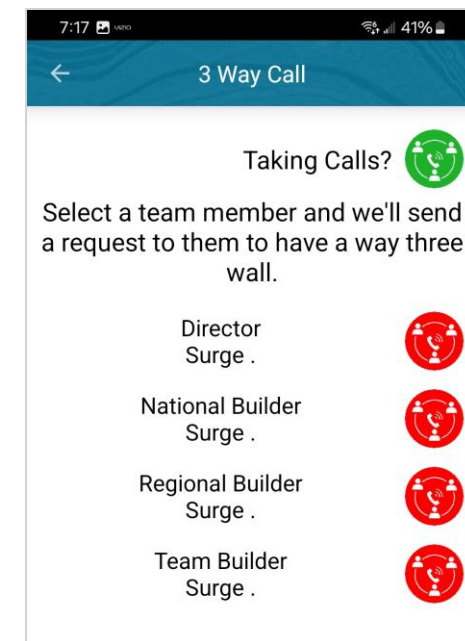 7:17 VIZIO 41%
3 Way Call
Taking Calls?
Select a team member and we'll send
a request to them to have a way three
wall.
Director
Surge .
National Builder
Surge .
Regional Builder
Surge .
Team Builder
Surge .